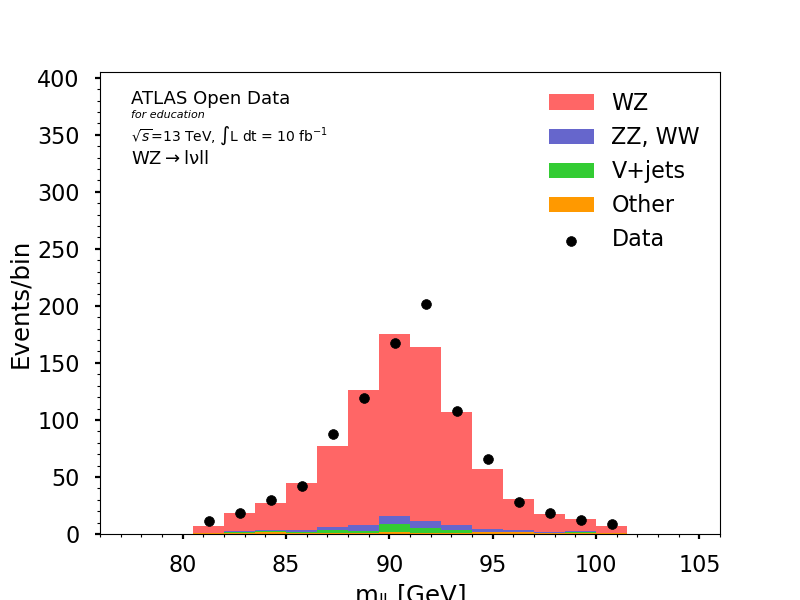 ATLAS Open Data
for education
√s=13 TeV, ∫L dt = 10 fb⁻¹
WZ → lνll
WZ
ZZ, WW
V+jets
Other
Data
Events/bin
400
350
300
250
200
150
100
50
0
80 85 90 95 100 105
mₗₗ [GeV]